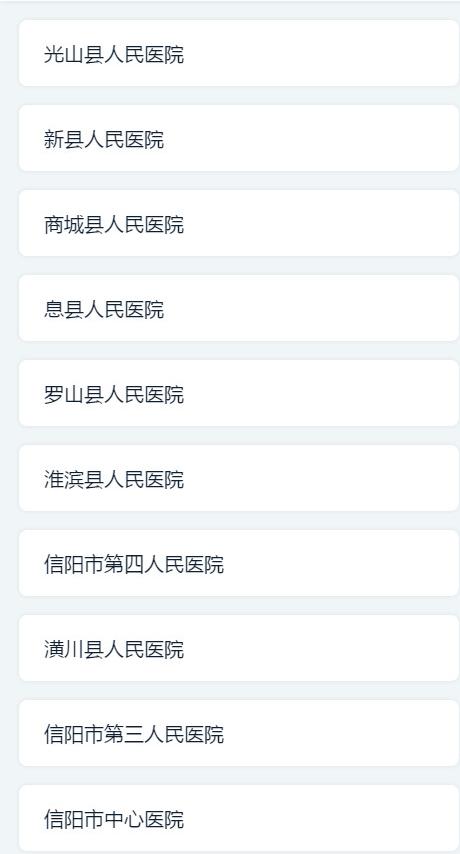 光山县人民医院
新县人民医院
商城县人民医院
息县人民医院
罗山县人民医院
淮滨县人民医院
信阳市第四人民医院
潢川县人民医院
信阳市第三人民医院
信阳市中心医院